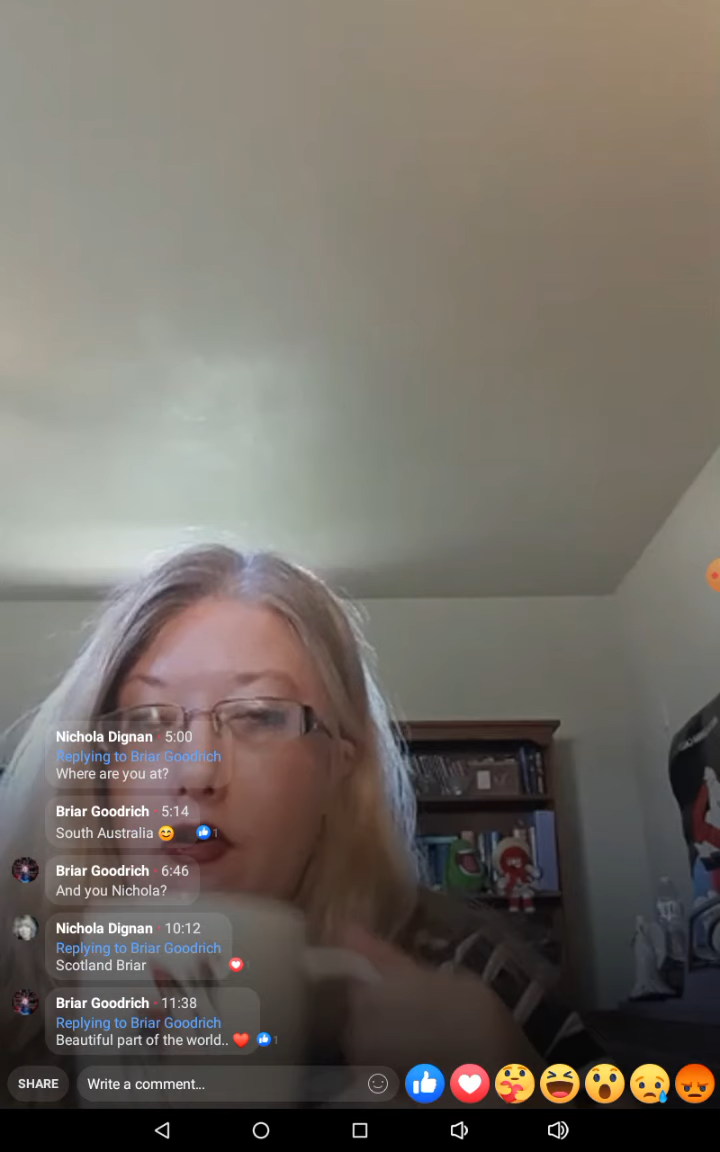 Nichola Dignan · 5:00
Replying to Briar Goodrich
Where are you at?
Briar Goodrich · 5:14
South Australia 😊 1
Briar Goodrich · 6:46
And you Nichola?
Nichola Dignan · 10:12
Replying to Briar Goodrich
Scotland Briar
Briar Goodrich · 11:38
Replying to Briar Goodrich
Beautiful part of the world.. ❤️ 1
SHARE
Write a comment...